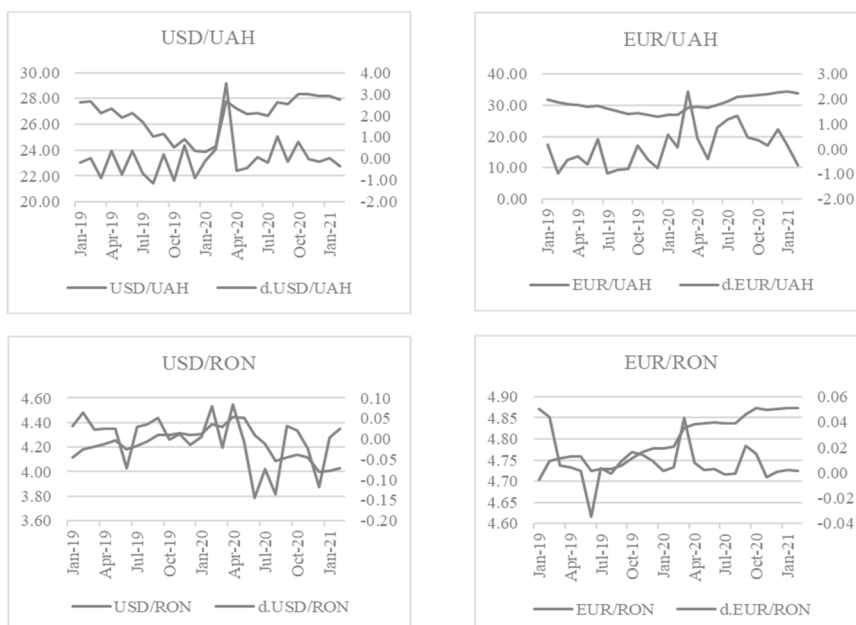 USD/UAH
30.00
28.00
26.00
24.00
22.00
20.00
4.00
3.00
2.00
1.00
0.00
-1.00
-2.00
Jan-19
Apr-19
Jul-19
Oct-19
Jan-20
Apr-20
Jul-20
Oct-20
Jan-21
USD/UAH d.USD/UAH
EUR/UAH
40.00
30.00
20.00
10.00
0.00
3.00
2.00
1.00
0.00
-1.00
-2.00
Jan-19
Apr-19
Jul-19
Oct-19
Jan-20
Apr-20
Jul-20
Oct-20
Jan-21
EUR/UAH d.EUR/UAH
USD/RON
4.60
4.40
4.20
4.00
3.80
3.60
0.10
0.05
0.00
-0.05
-0.10
-0.15
-0.20
Jan-19
Apr-19
Jul-19
Oct-19
Jan-20
Apr-20
Jul-20
Oct-20
Jan-21
USD/RON d.USD/RON
EUR/RON
4.90
4.85
4.80
4.75
4.70
4.65
4.60
0.06
0.04
0.02
0.00
-0.02
-0.04
Jan-19
Apr-19
Jul-19
Oct-19
Jan-20
Apr-20
Jul-20
Oct-20
Jan-21
EUR/RON d.EUR/RON